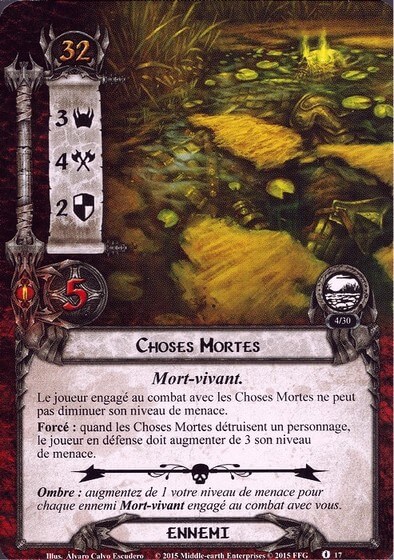 32
3
4
2
5
4/30
Choses Mortes
Mort-vivant.
Le joueur engagé au combat avec les Choses Mortes ne peut
pas diminuer son niveau de menace.
Forcé : quand les Choses Mortes détruisent un personnage,
le joueur en défense doit augmenter de 3 son niveau
de menace.
Ombre : augmentez de 1 votre niveau de menace pour
chaque ennemi Mort-vivant engagé au combat avec vous.
ENNEMI
Illus. Álvaro Calvo Escudero © 2015 Middle-earth Enterprises © 2015 FFG 17